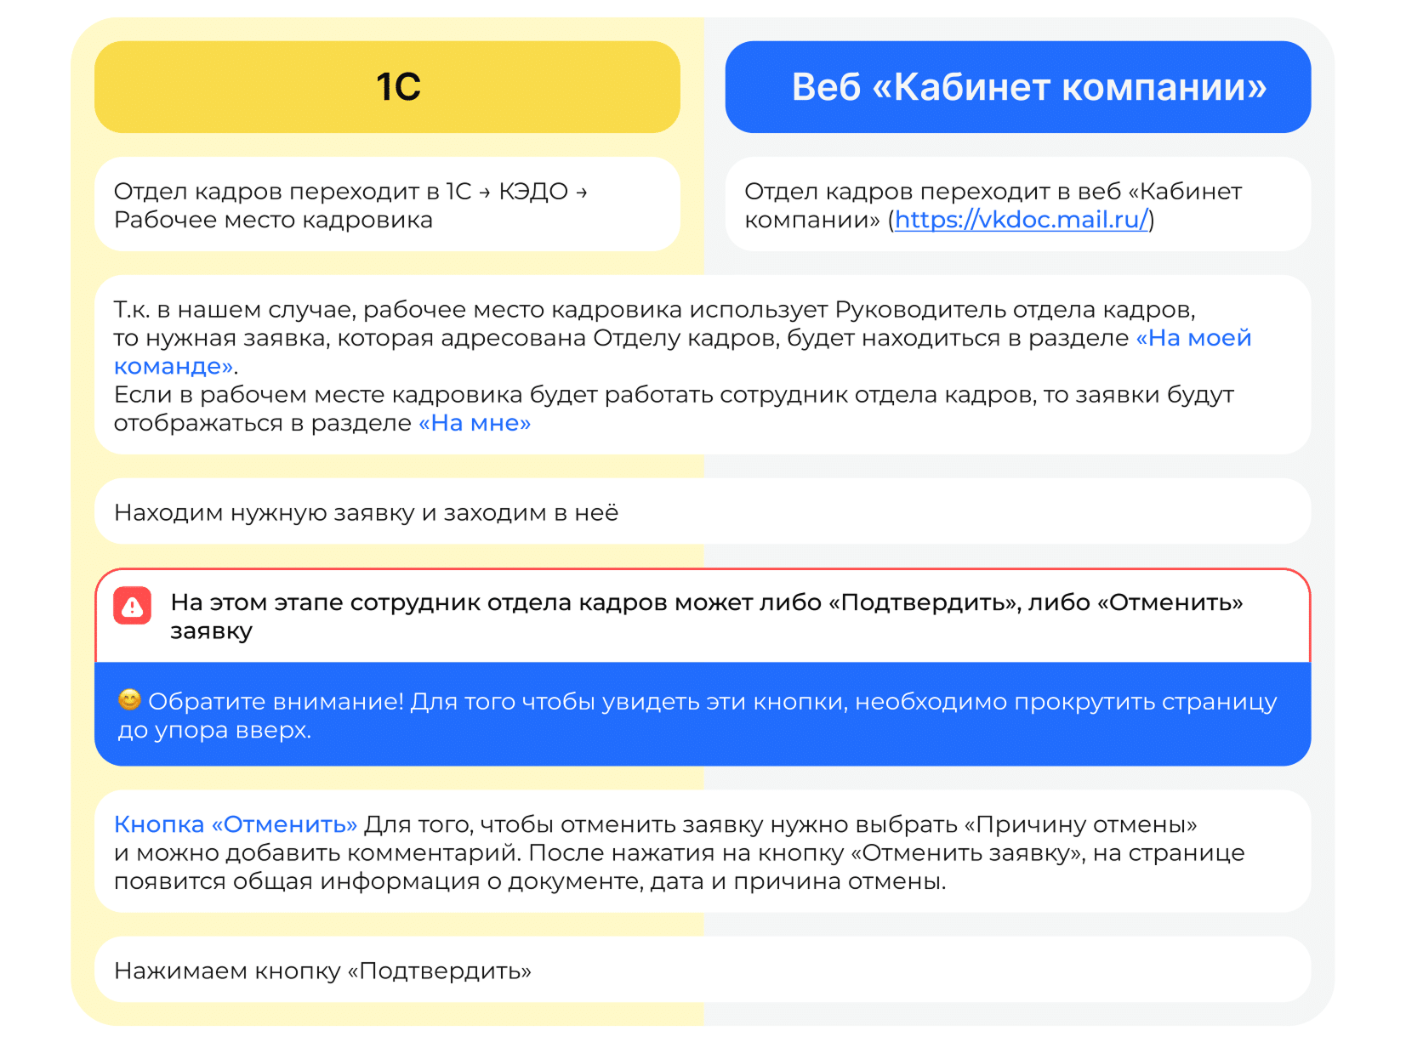 1С
Веб «Кабинет компании»
Отдел кадров переходит в 1С → КЭДО →
Рабочее место кадровика
Отдел кадров переходит в веб «Кабинет
компании» (https://vkdoc.mail.ru/)
Т.к. в нашем случае, рабочее место кадровика использует Руководитель отдела кадров,
то нужная заявка, которая адресована Отделу кадров, будет находиться в разделе «На моей
команде».
Если в рабочем месте кадровика будет работать сотрудник отдела кадров, то заявки будут
отображаться в разделе «На мне»
Находим нужную заявку и заходим в неё
На этом этапе сотрудник отдела кадров может либо «Подтвердить», либо «Отменить»
заявку
😊 Обратите внимание! Для того чтобы увидеть эти кнопки, необходимо прокрутить страницу
до упора вверх.
Кнопка «Отменить» Для того, чтобы отменить заявку нужно выбрать «Причину отмены»
и можно добавить комментарий. После нажатия на кнопку «Отменить заявку», на странице
появится общая информация о документе, дата и причина отмены.
Нажимаем кнопку «Подтвердить»